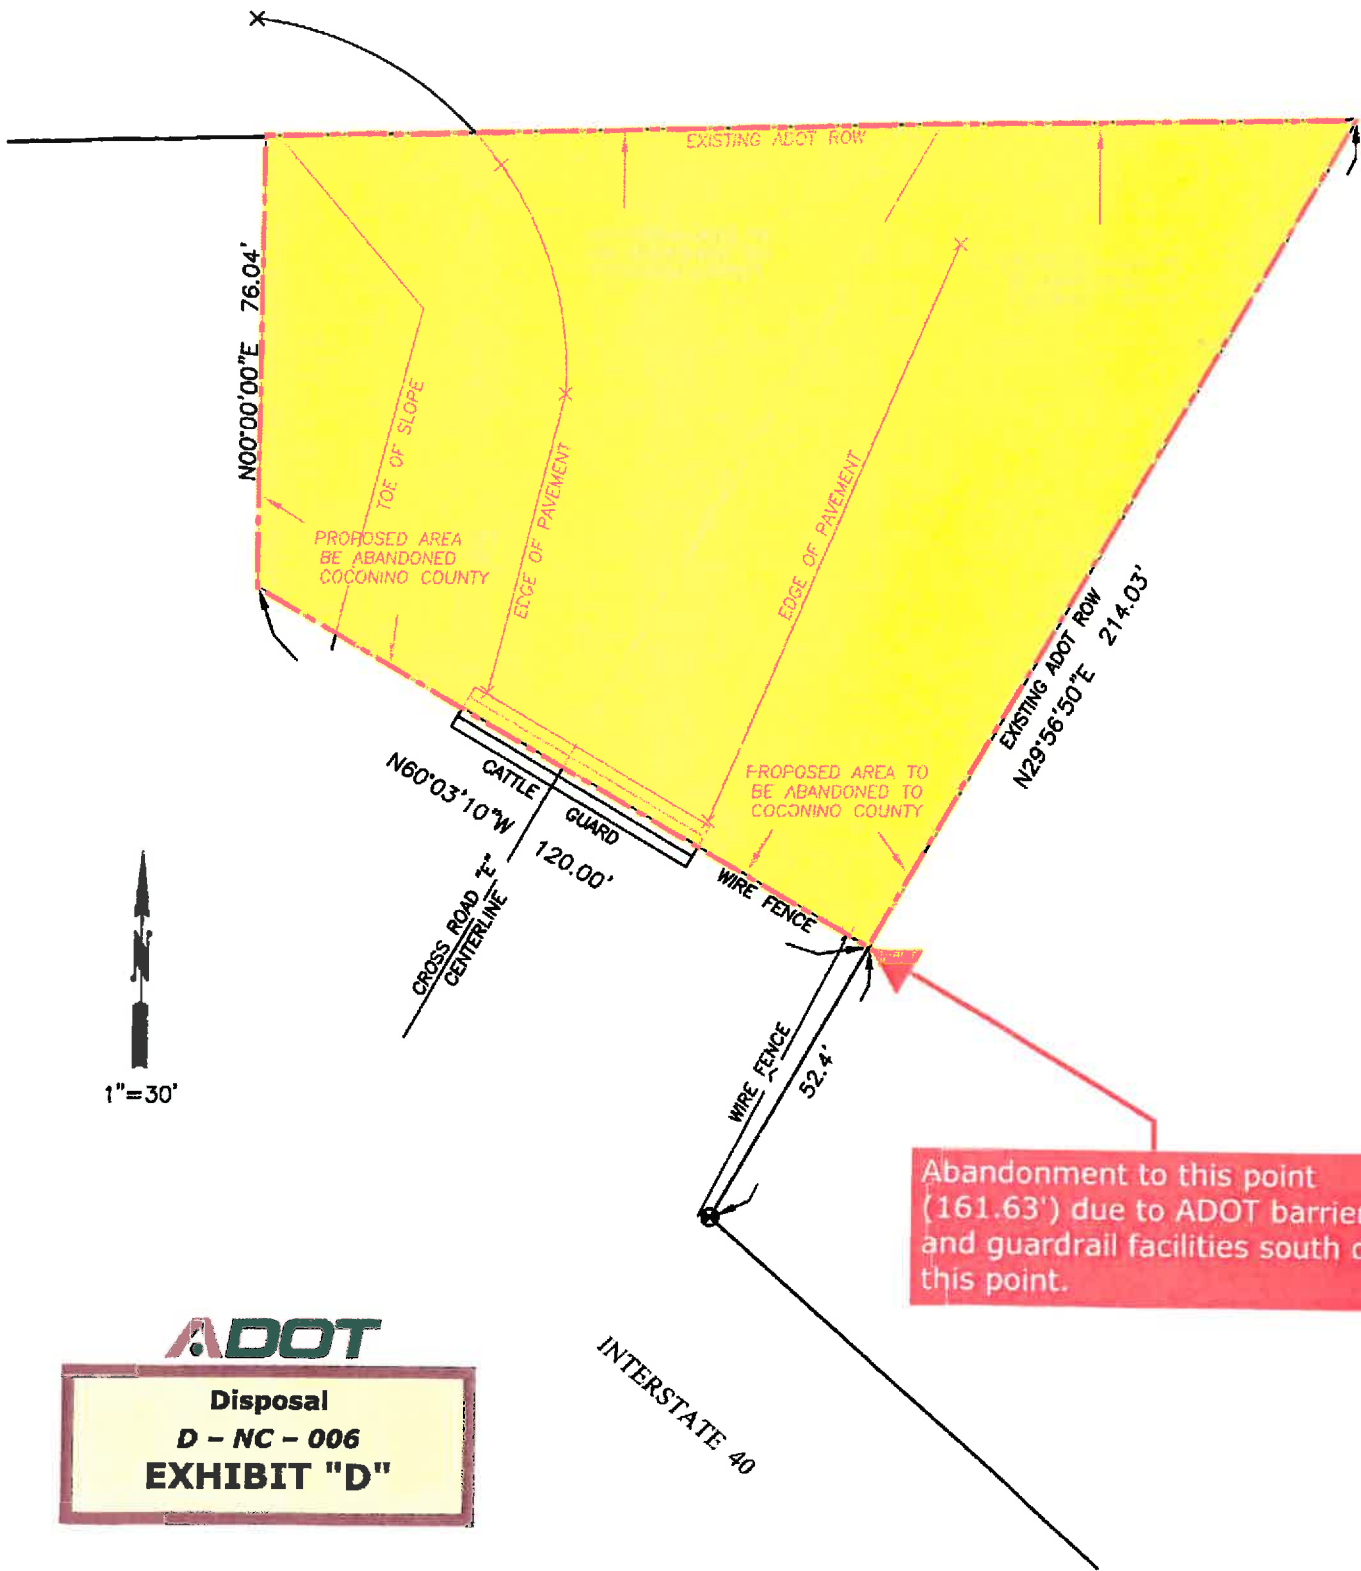 EXISTING ADOT ROW
N00°00'00"E 76.04'
TOE OF SLOPE
PROPOSED AREA
BE ABANDONED
COCONINO COUNTY
EDGE OF PAVEMENT
EDGE OF PAVEMENT
EXISTING ADOT ROW
N29°56'50"E 214.03'
PROPOSED AREA TO
BE ABANDONED TO
COCONINO COUNTY
CATTLE
GUARD
N60°03'10"W
120.00'
WIRE FENCE
CROSS ROAD "E"
CENTERLINE
N
1"=30'
WIRE FENCE
52.4'
Abandonment to this point
(161.63') due to ADOT barrier
and guardrail facilities south
this point.
INTERSTATE 40
ADOT
Disposal
D – NC – 006
EXHIBIT "D"